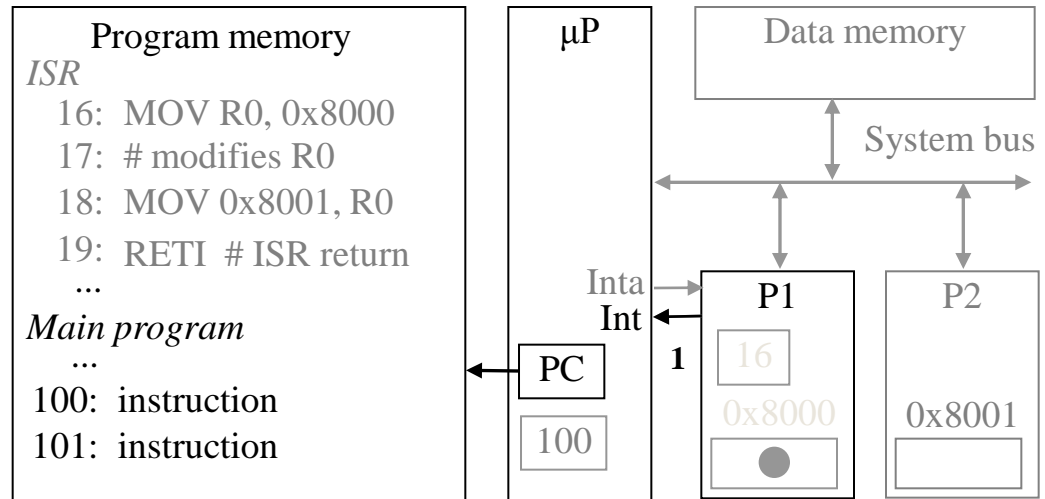 Program memory
ISR
16: MOV R0, 0x8000
17: # modifies R0
18: MOV 0x8001, R0
19: RETI # ISR return
...
Main program
...
100: instruction
101: instruction
μP
Inta
Int
PC
100
Data memory
System bus
1
P1
16
0x8000
P2
0x8001